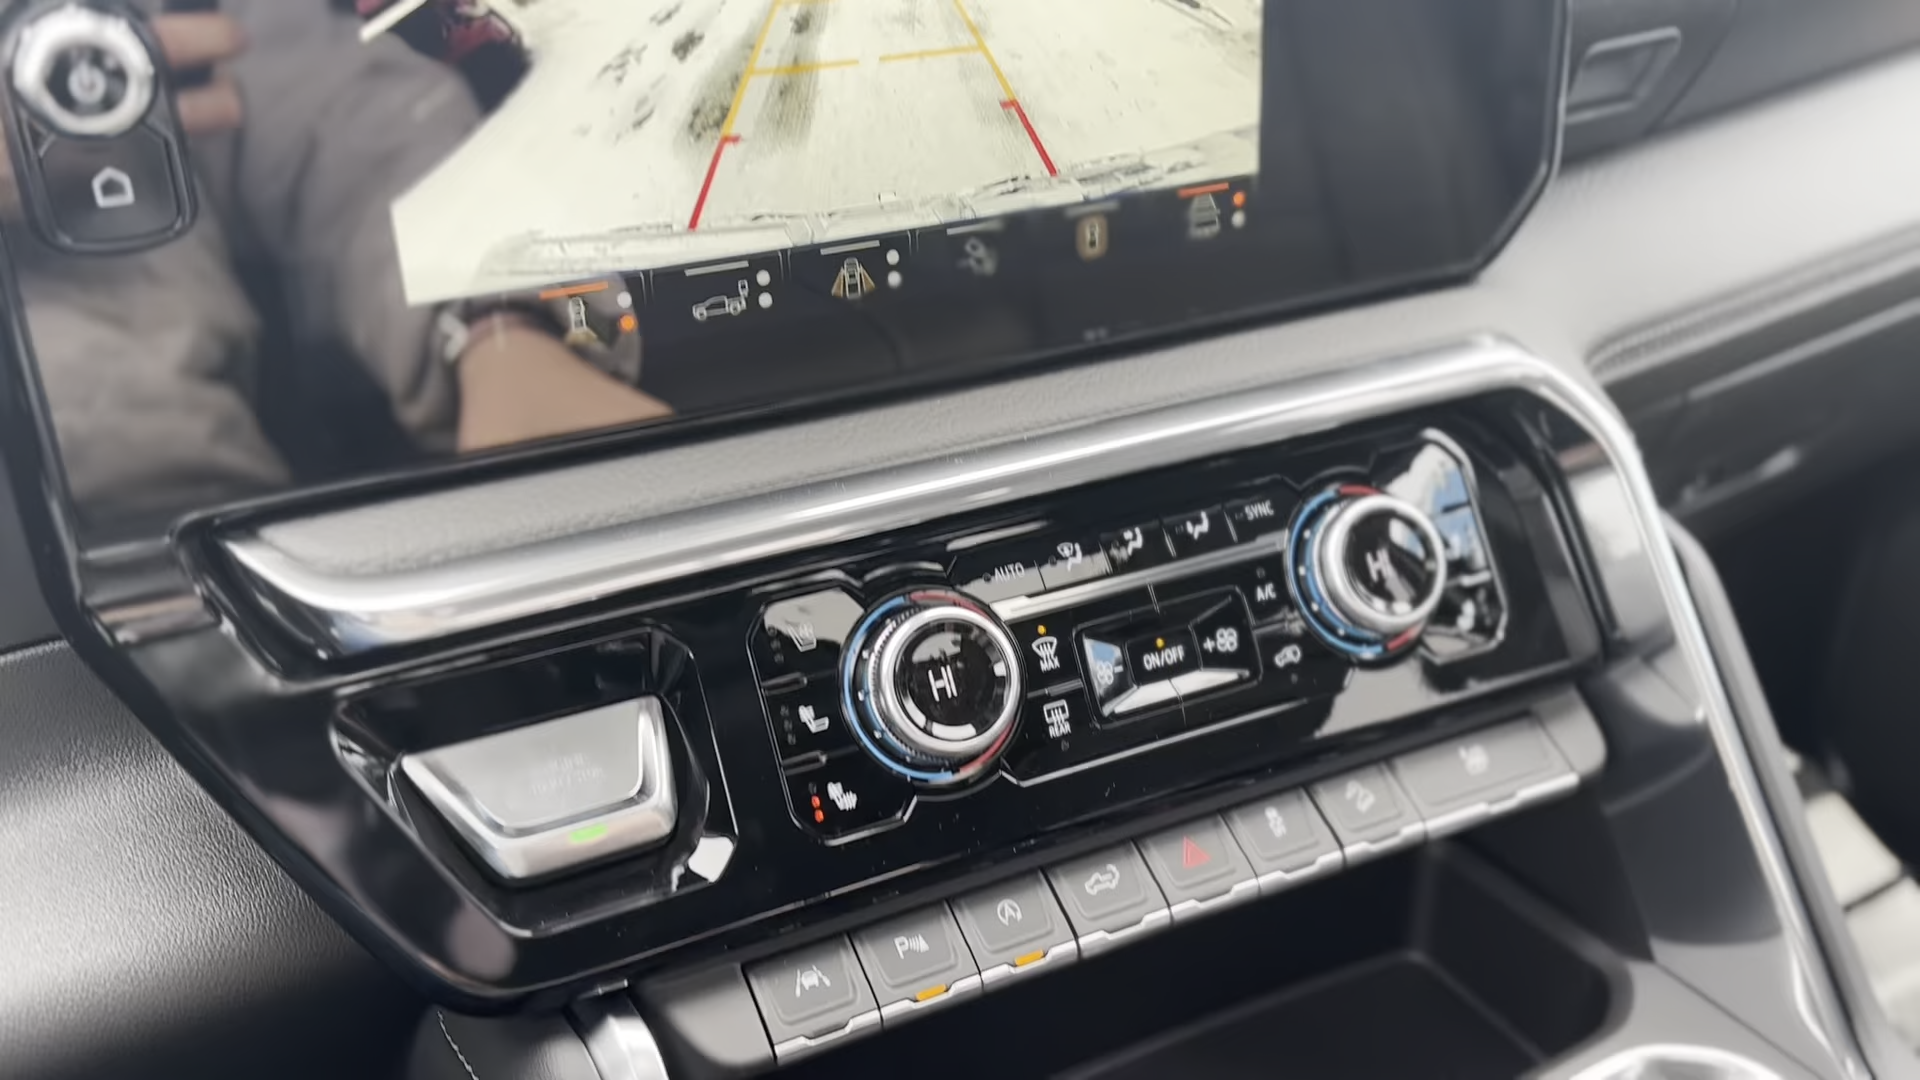 AUTO
SYNC
HI
MAX
ON/OFF
A/C
HI
REAR
P